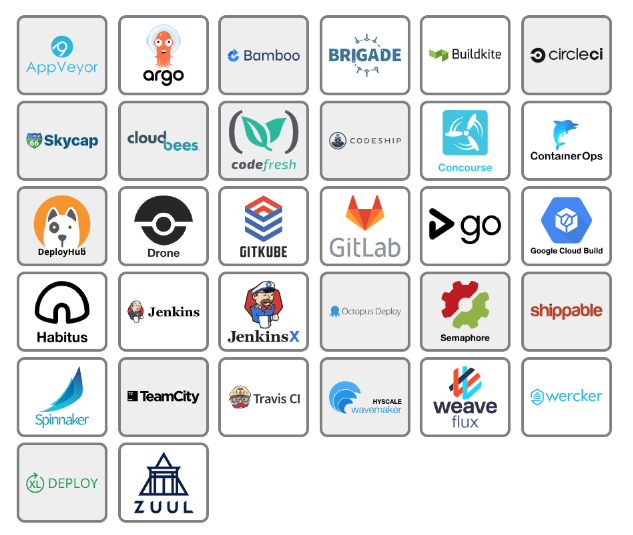 AppVeyor
argo
Bamboo
BRIGADE
Buildkite
circleci
66 Skycap
cloudbees
codefresh
CODESHIP
Concourse
ContainerOps
DeployHub
Drone
GITKUBE
GitLab
go
Google Cloud Build
Habitus
Jenkins
JenkinsX
Octopus Deploy
Semaphore
shippable
Spinnaker
TeamCity
Travis CI
HYSCALE
wavemaker
weave
flux
wercker
XL DEPLOY
ZUUL